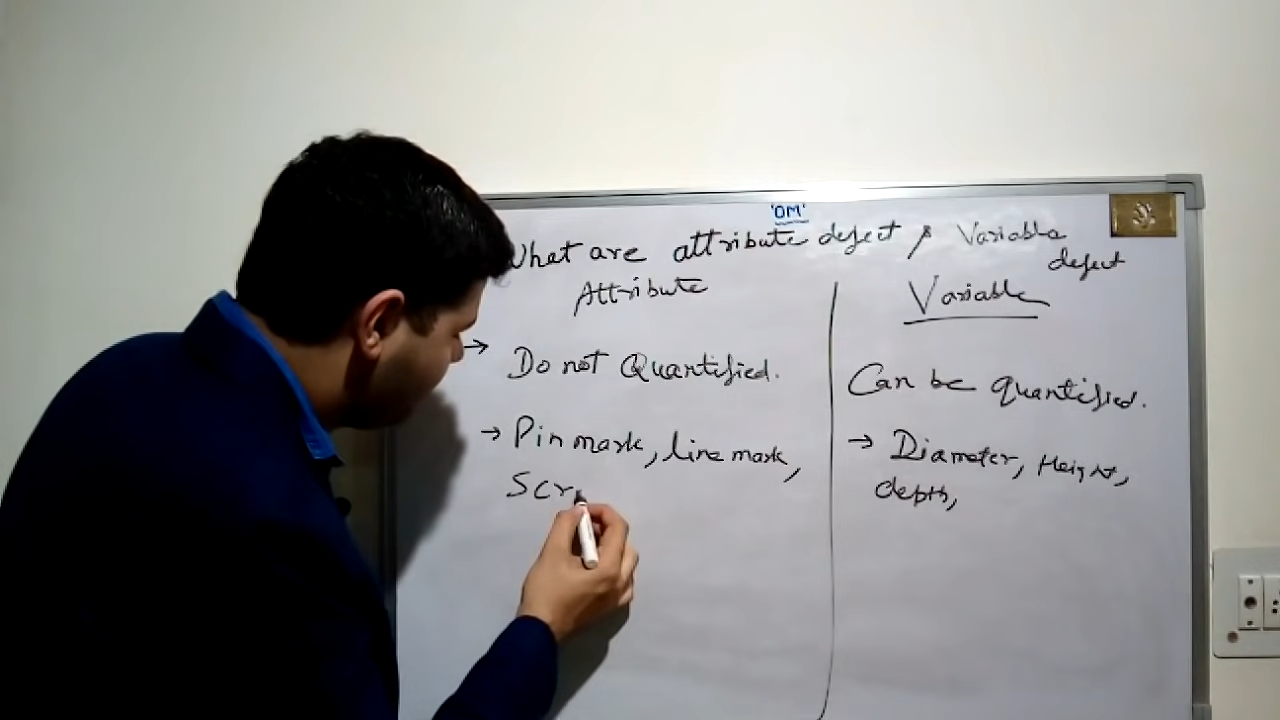 'OM'
What are attribute defect & Variable
defect
Attribute
→ Do not Quantified.
→ Pin mark, line mark,
Scr
Variable
Can be quantified.
→ Diameter, Height,
depth,